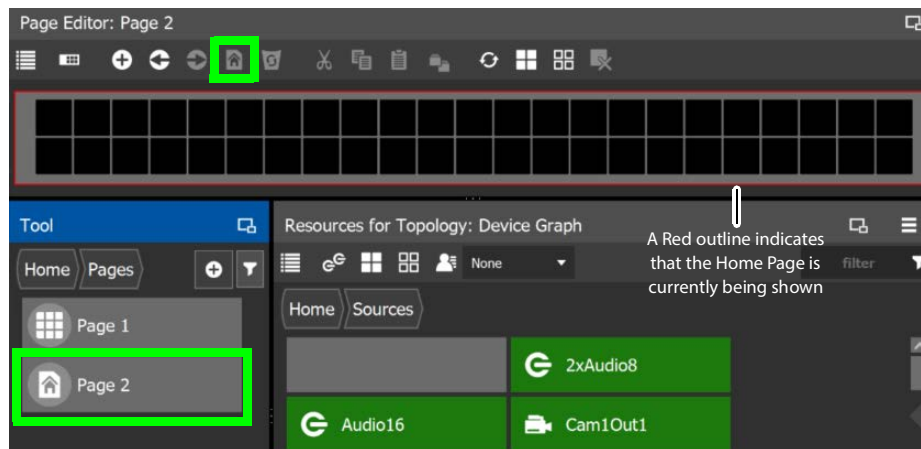 Page Editor: Page 2
Tool
Resources for Topology: Device Graph
A Red outline indicates
that the Home Page is
currently being shown
Home Pages
None
filter
Home Sources
Page 1
2xAudio8
Page 2
Audio16
Cam1Out1